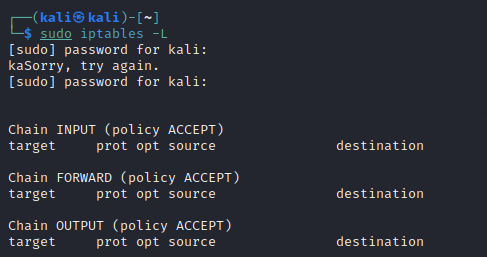 ┌──(kali㉿kali)-[~]
└─$ sudo iptables -L
[sudo] password for kali:
kaSorry, try again.
[sudo] password for kali:
Chain INPUT (policy ACCEPT)
target     prot opt source               destination
Chain FORWARD (policy ACCEPT)
target     prot opt source               destination
Chain OUTPUT (policy ACCEPT)
target     prot opt source               destination